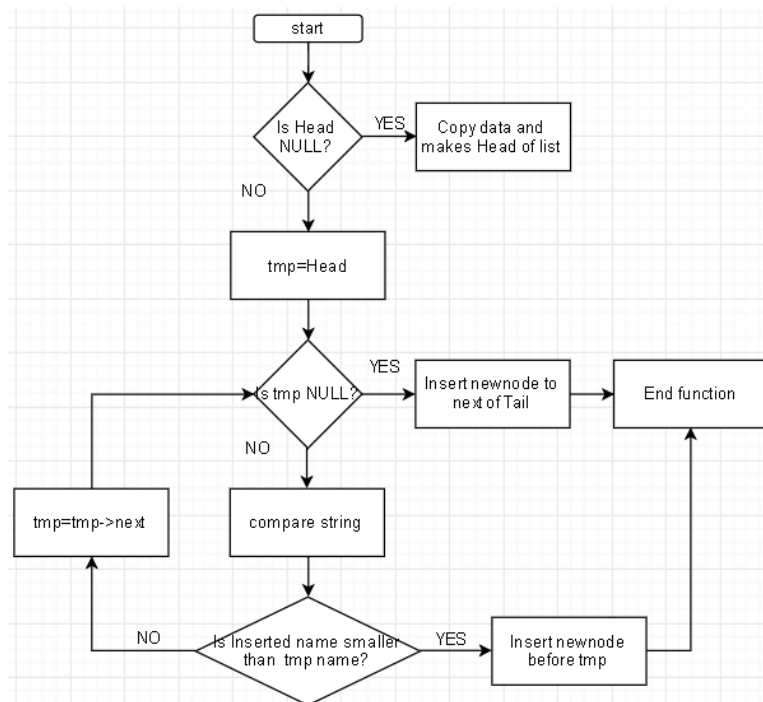 start
Is Head
NULL?
YES
Copy data and
makes Head of list
NO
tmp=Head
Is tmp NULL?
YES
Insert newnode to
next of Tail
End function
NO
tmp=tmp->next
compare string
Is Inserted name smaller
than tmp name?
NO
YES
Insert newnode
before tmp